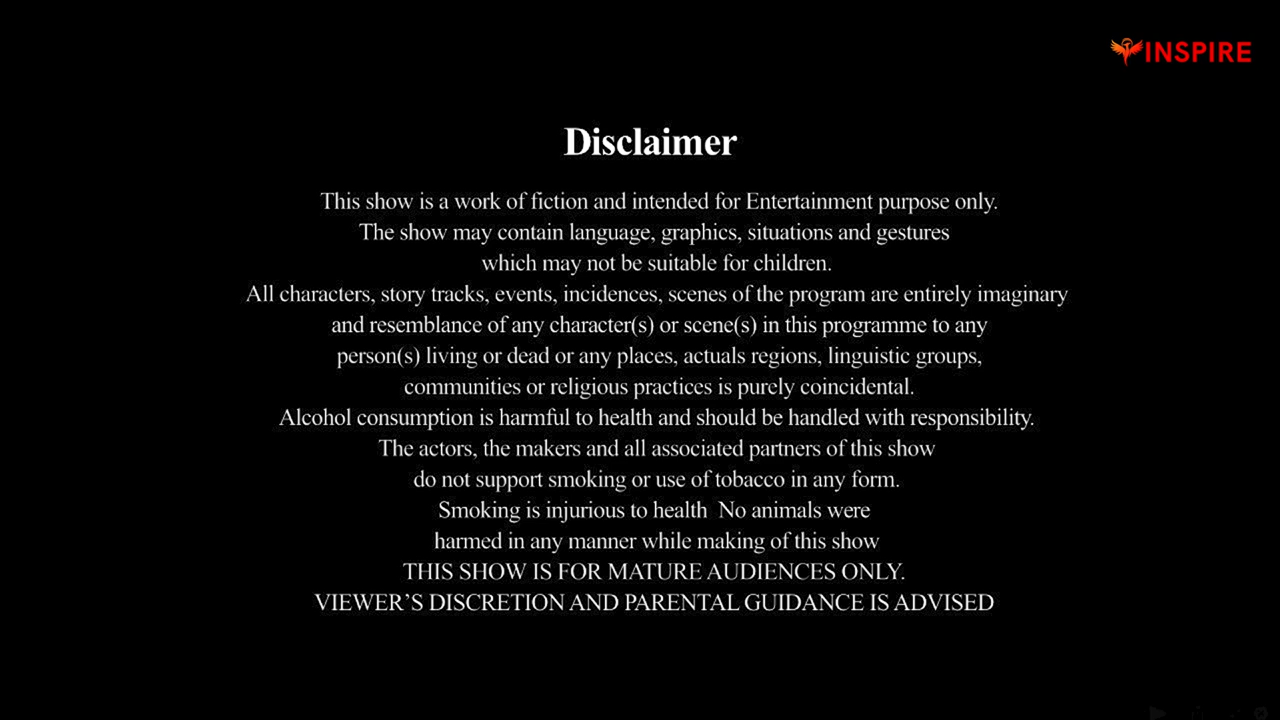 INSPIRE
Disclaimer
This show is a work of fiction and intended for Entertainment purpose only.
The show may contain language, graphics, situations and gestures
which may not be suitable for children.
All characters, story tracks, events, incidences, scenes of the program are entirely imaginary
and resemblance of any character(s) or scene(s) in this programme to any
person(s) living or dead or any places, actuals regions, linguistic groups,
communities or religious practices is purely coincidental.
Alcohol consumption is harmful to health and should be handled with responsibility.
The actors, the makers and all associated partners of this show
do not support smoking or use of tobacco in any form.
Smoking is injurious to health  No animals were
harmed in any manner while making of this show
THIS SHOW IS FOR MATURE AUDIENCES ONLY.
VIEWER’S DISCRETION AND PARENTAL GUIDANCE IS ADVISED